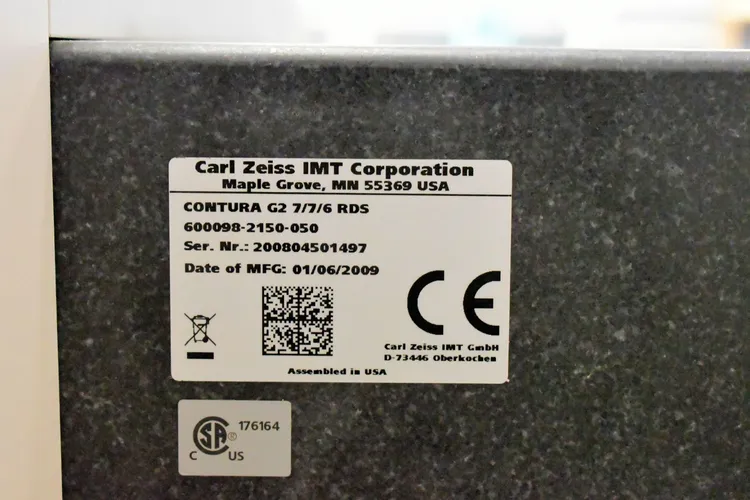 Carl Zeiss IMT Corporation
Maple Grove, MN 55369 USA
CONTURA G2 7/7/6 RDS
600098-2150-050
Ser. Nr.: 200804501497
Date of MFG: 01/06/2009
CE
Carl Zeiss IMT GmbH
D-73446 Oberkochen
Assembled in USA
SA ® 176164
C US